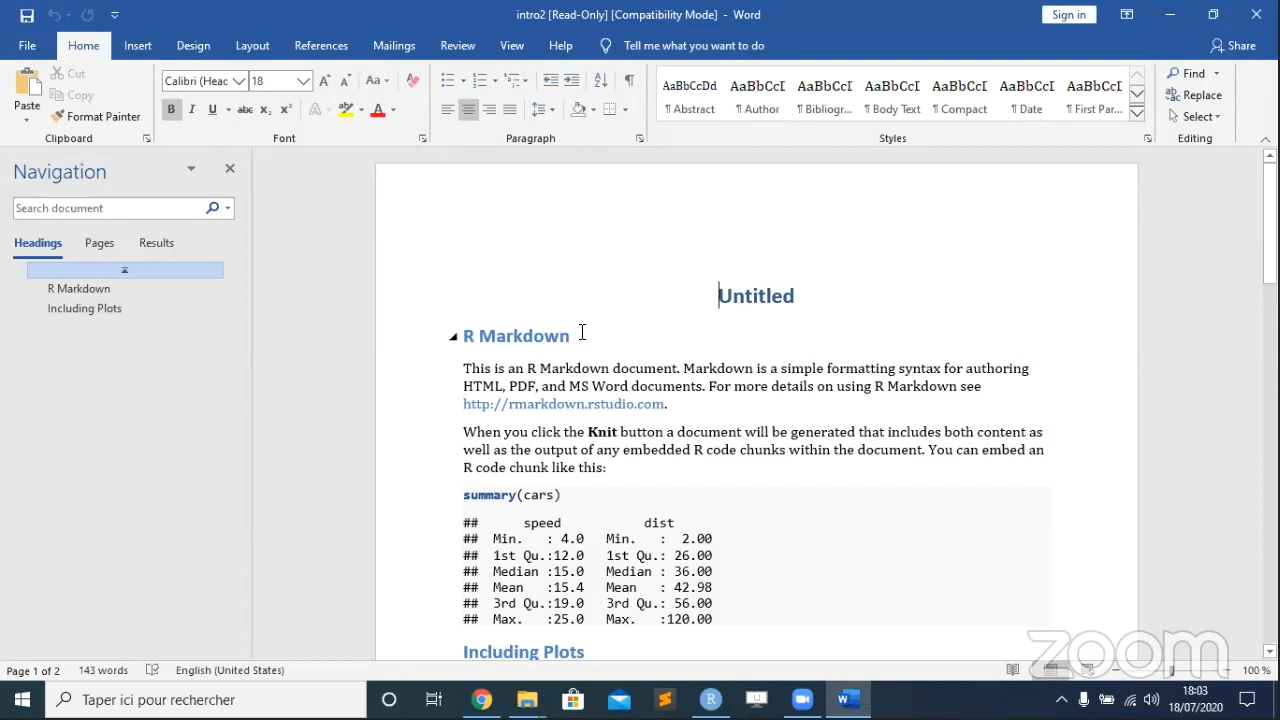 intro2 [Read-Only] [Compatibility Mode] - Word
Sign in
File Home Insert Design Layout References Mailings Review View Help Tell me what you want to do Share
Paste
Cut
Copy
Format Painter
Clipboard
Calibri (Heac 18
Font
Paragraph
AaBbCcDd AaBbCcI AaBbCcI AaBbCcI AaBbCcI AaBbCcI AaBbCcI
¶ Abstract ¶ Author ¶ Bibliogr... ¶ Body Text ¶ Compact ¶ Date ¶ First Par...
Styles
Find
Replace
Select
Editing
Navigation
Search document
Headings Pages Results
R Markdown
Including Plots
Untitled
R Markdown
This is an R Markdown document. Markdown is a simple formatting syntax for authoring
HTML, PDF, and MS Word documents. For more details on using R Markdown see
http://rmarkdown.rstudio.com.
When you click the Knit button a document will be generated that includes both content as
well as the output of any embedded R code chunks within the document. You can embed an
R code chunk like this:
summary(cars)
## speed dist
## Min. : 4.0 Min. : 2.00
## 1st Qu.:12.0 1st Qu.: 26.00
## Median :15.0 Median : 36.00
## Mean :15.4 Mean : 42.98
## 3rd Qu.:19.0 3rd Qu.: 56.00
## Max. :25.0 Max. :120.00
Including Plots
zoom
Page 1 of 2 143 words English (United States) 100 %
Taper ici pour rechercher
18:03
18/07/2020